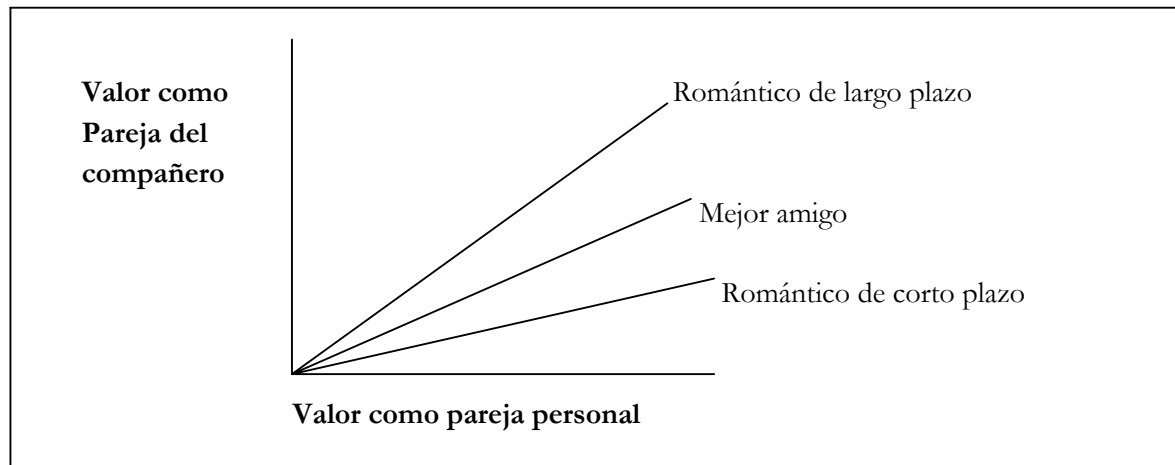 Valor como
Pareja del
compañero
Romántico de largo plazo
Mejor amigo
Romántico de corto plazo
Valor como pareja personal